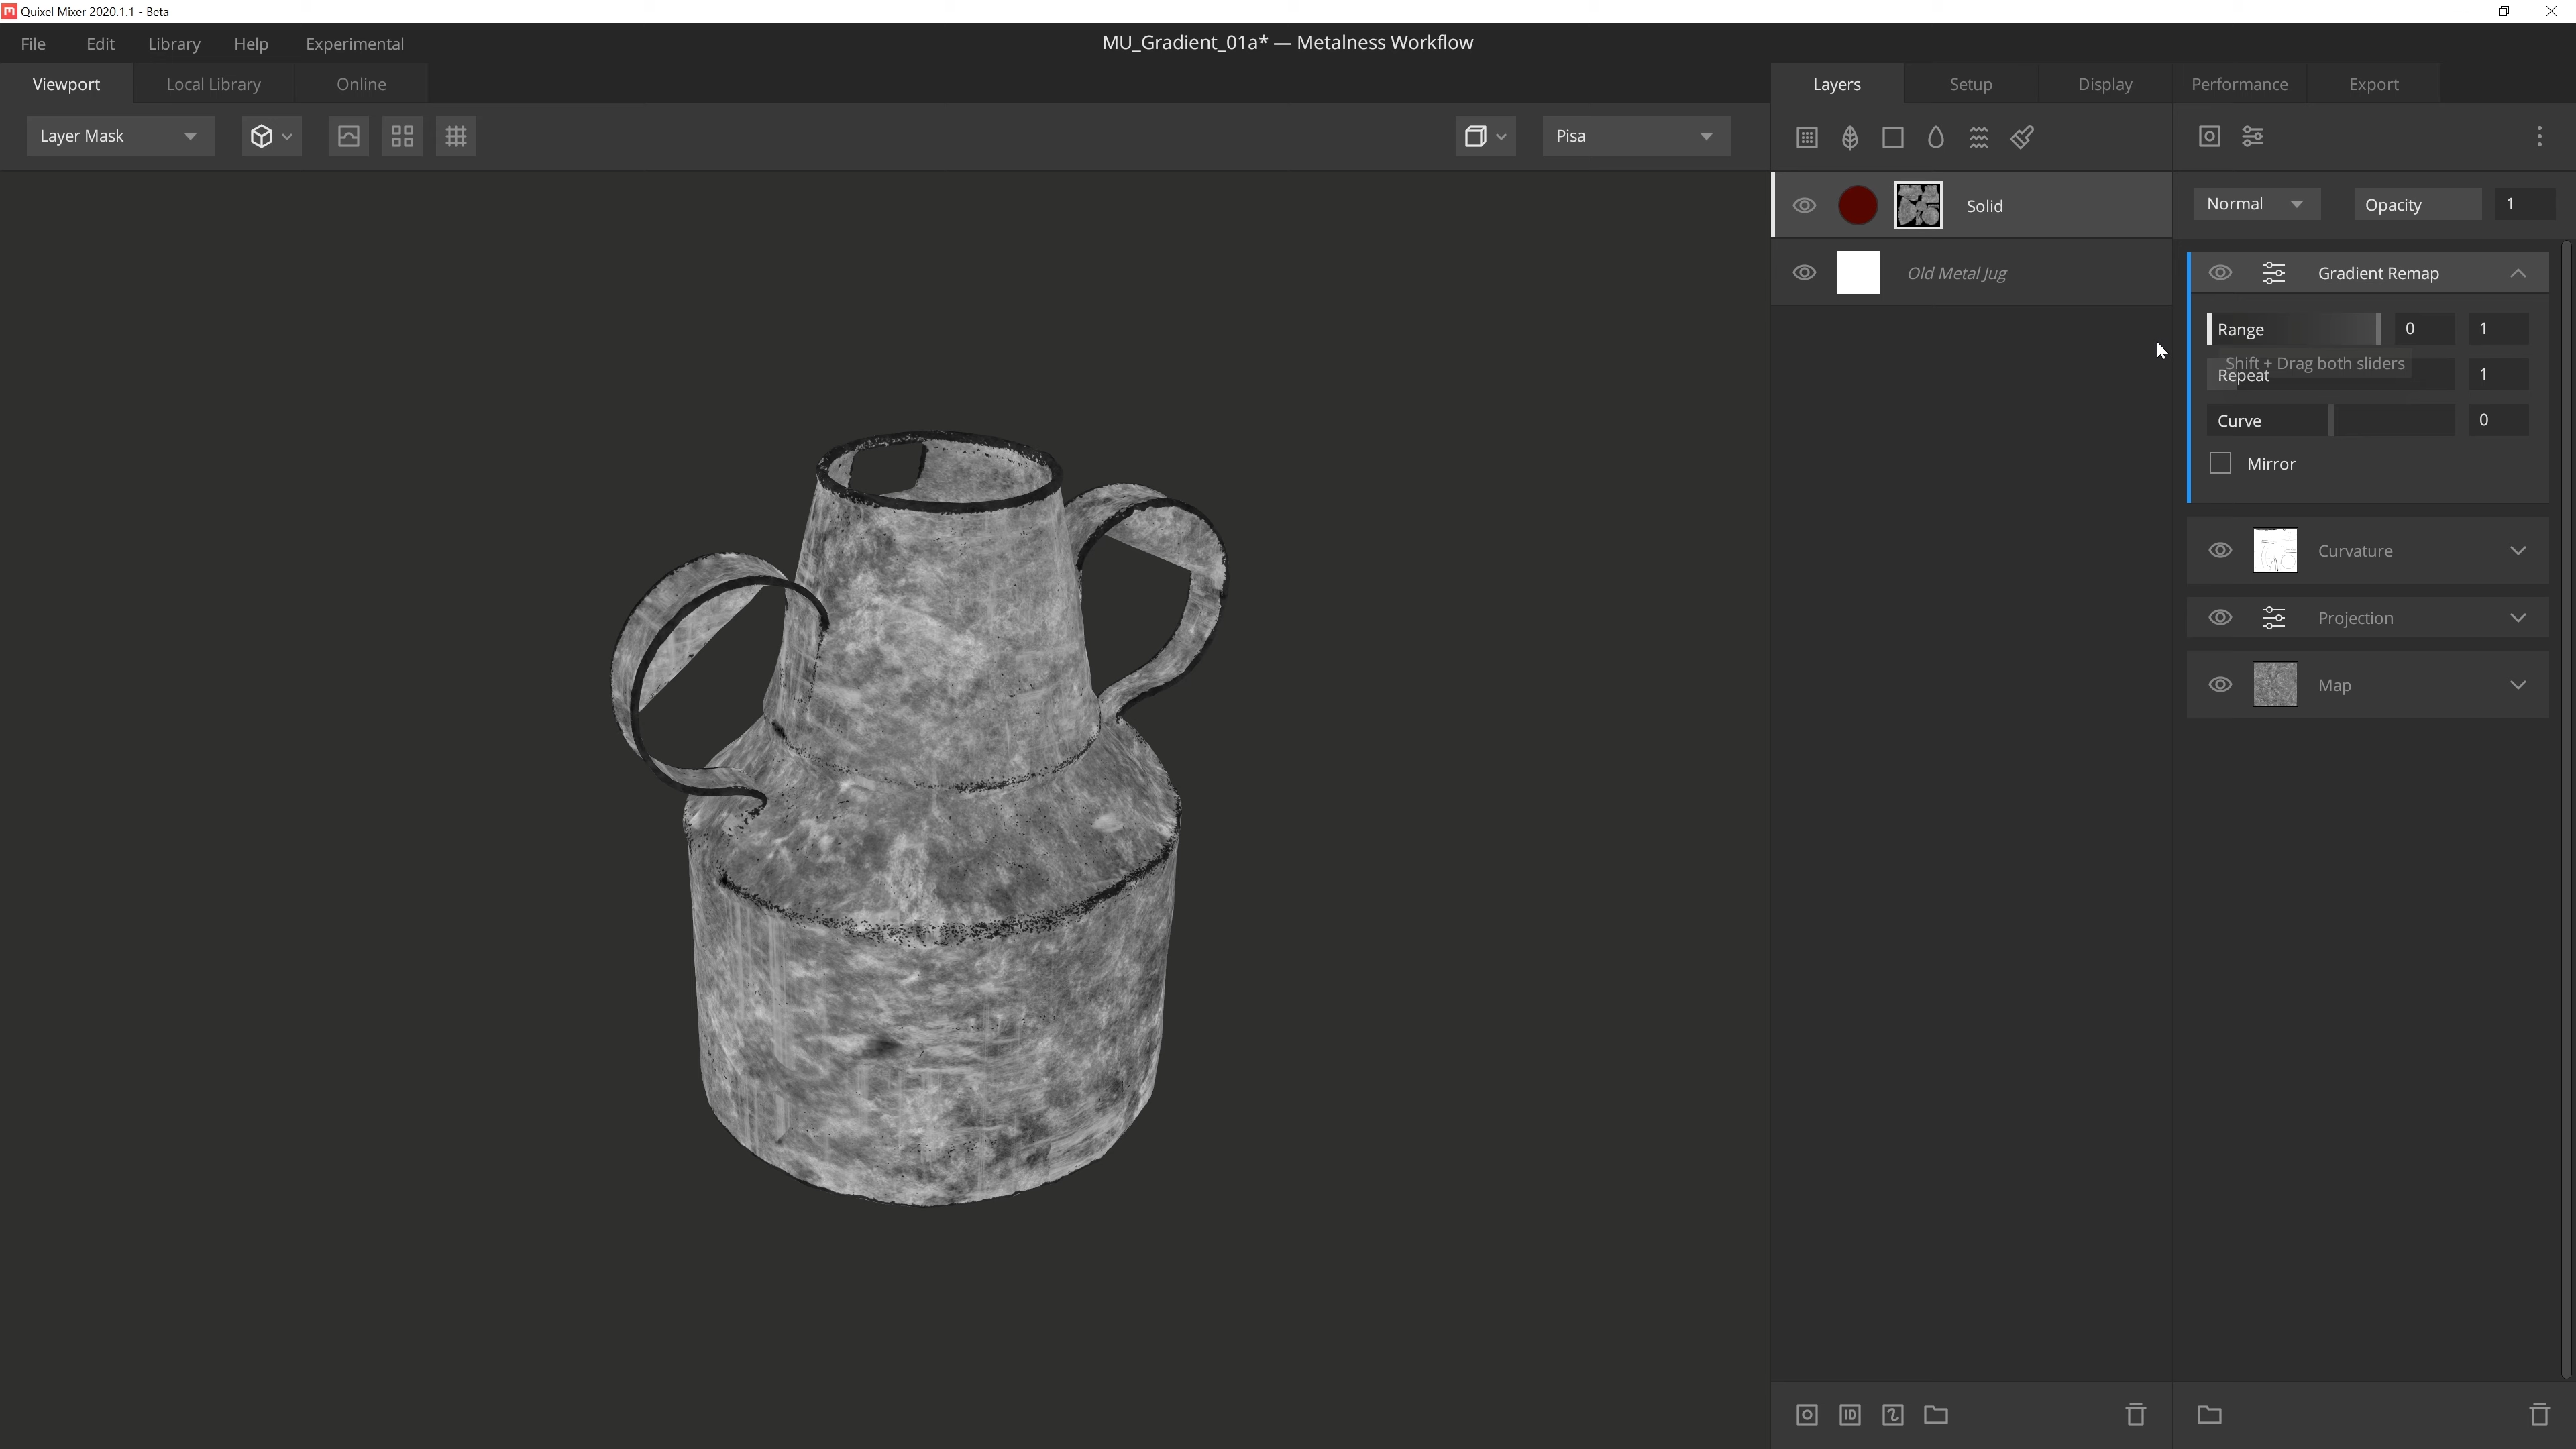 Quixel Mixer 2020.1.1 - Beta
File Edit Library Help Experimental MU_Gradient_01a* — Metalness Workflow
Viewport Local Library Online Layers Setup Display Performance Export
Layer Mask Pisa
Solid Normal Opacity 1
Old Metal Jug Gradient Remap
Range 0 1
Shift + Drag both sliders
Repeat 1
Curve 0
Mirror
Curvature
Projection
Map
ID